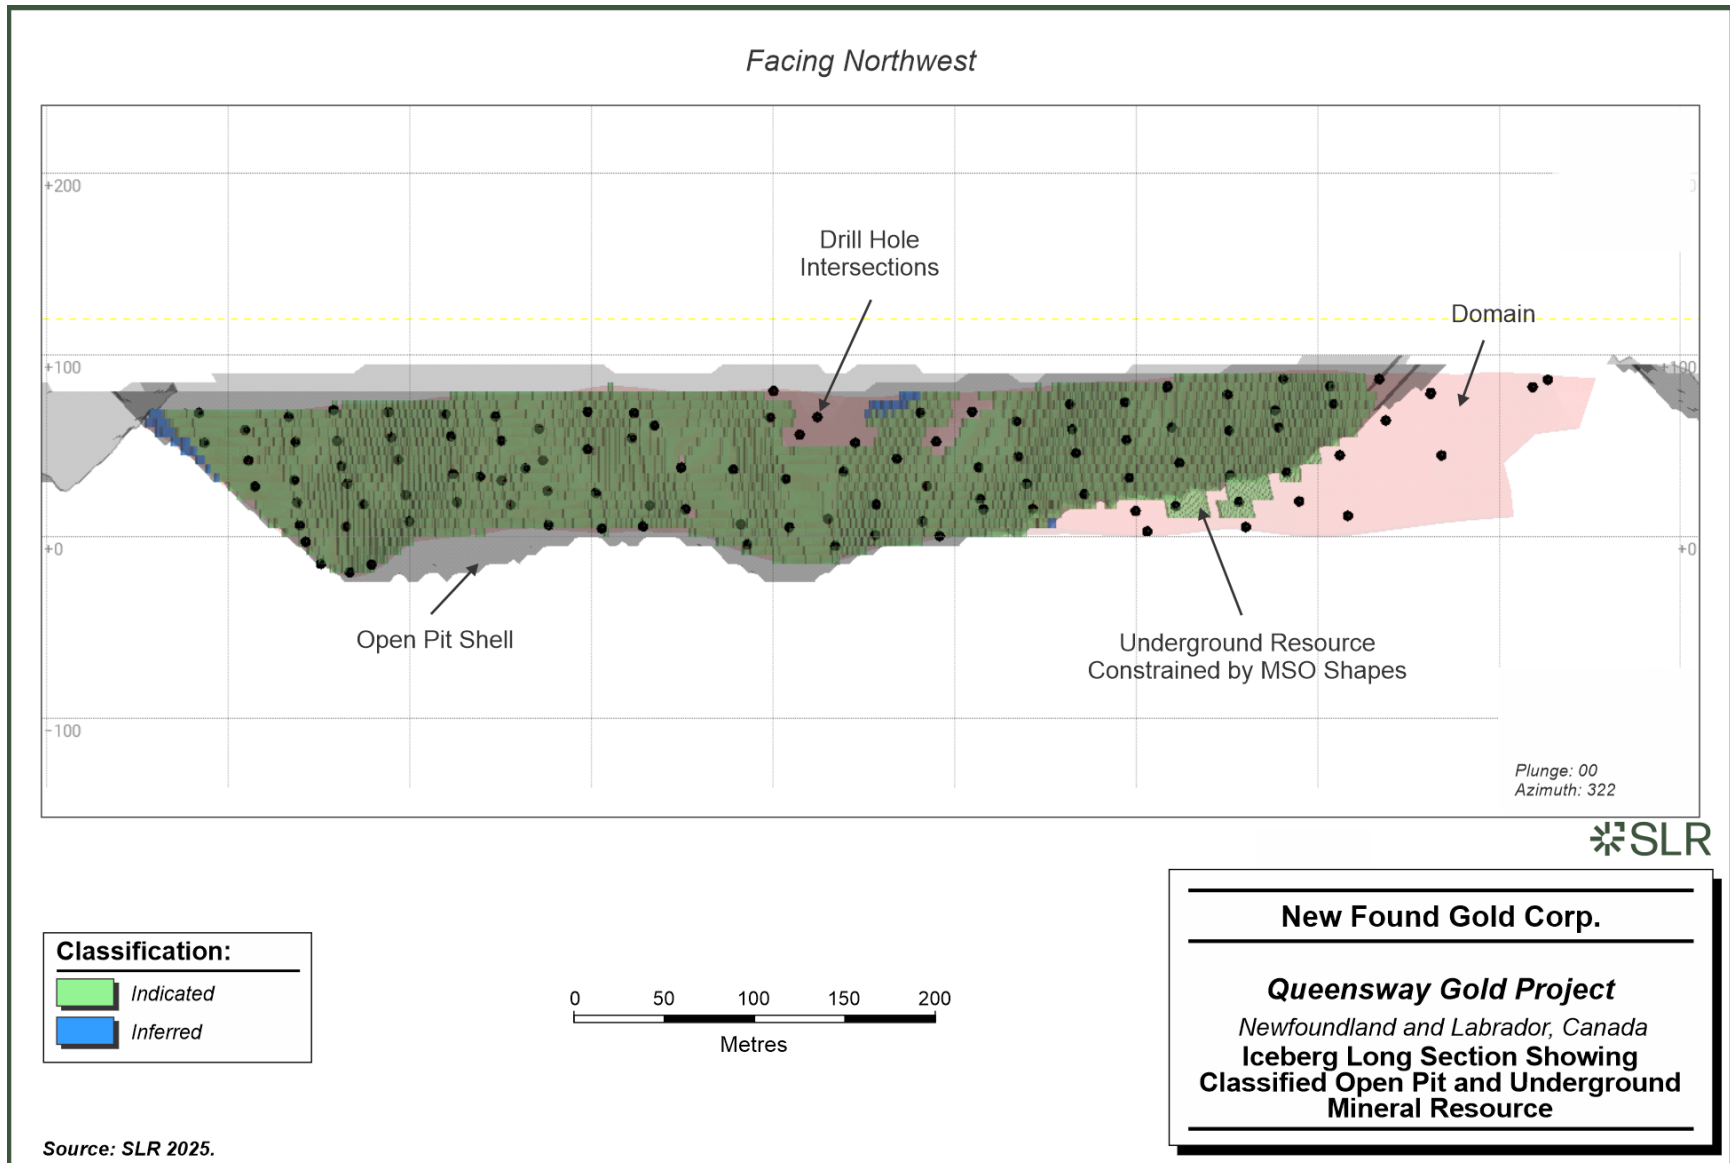 Facing Northwest
+200
Drill Hole
Intersections
Domain
+100
+100
+0
+0
Open Pit Shell
Underground Resource
Constrained by MSO Shapes
-100
Plunge: 00
Azimuth: 322
SLR
New Found Gold Corp.
Queensway Gold Project
Newfoundland and Labrador, Canada
Iceberg Long Section Showing
Classified Open Pit and Underground
Mineral Resource
Classification:
Indicated
Inferred
0 50 100 150 200
Metres
Source: SLR 2025.